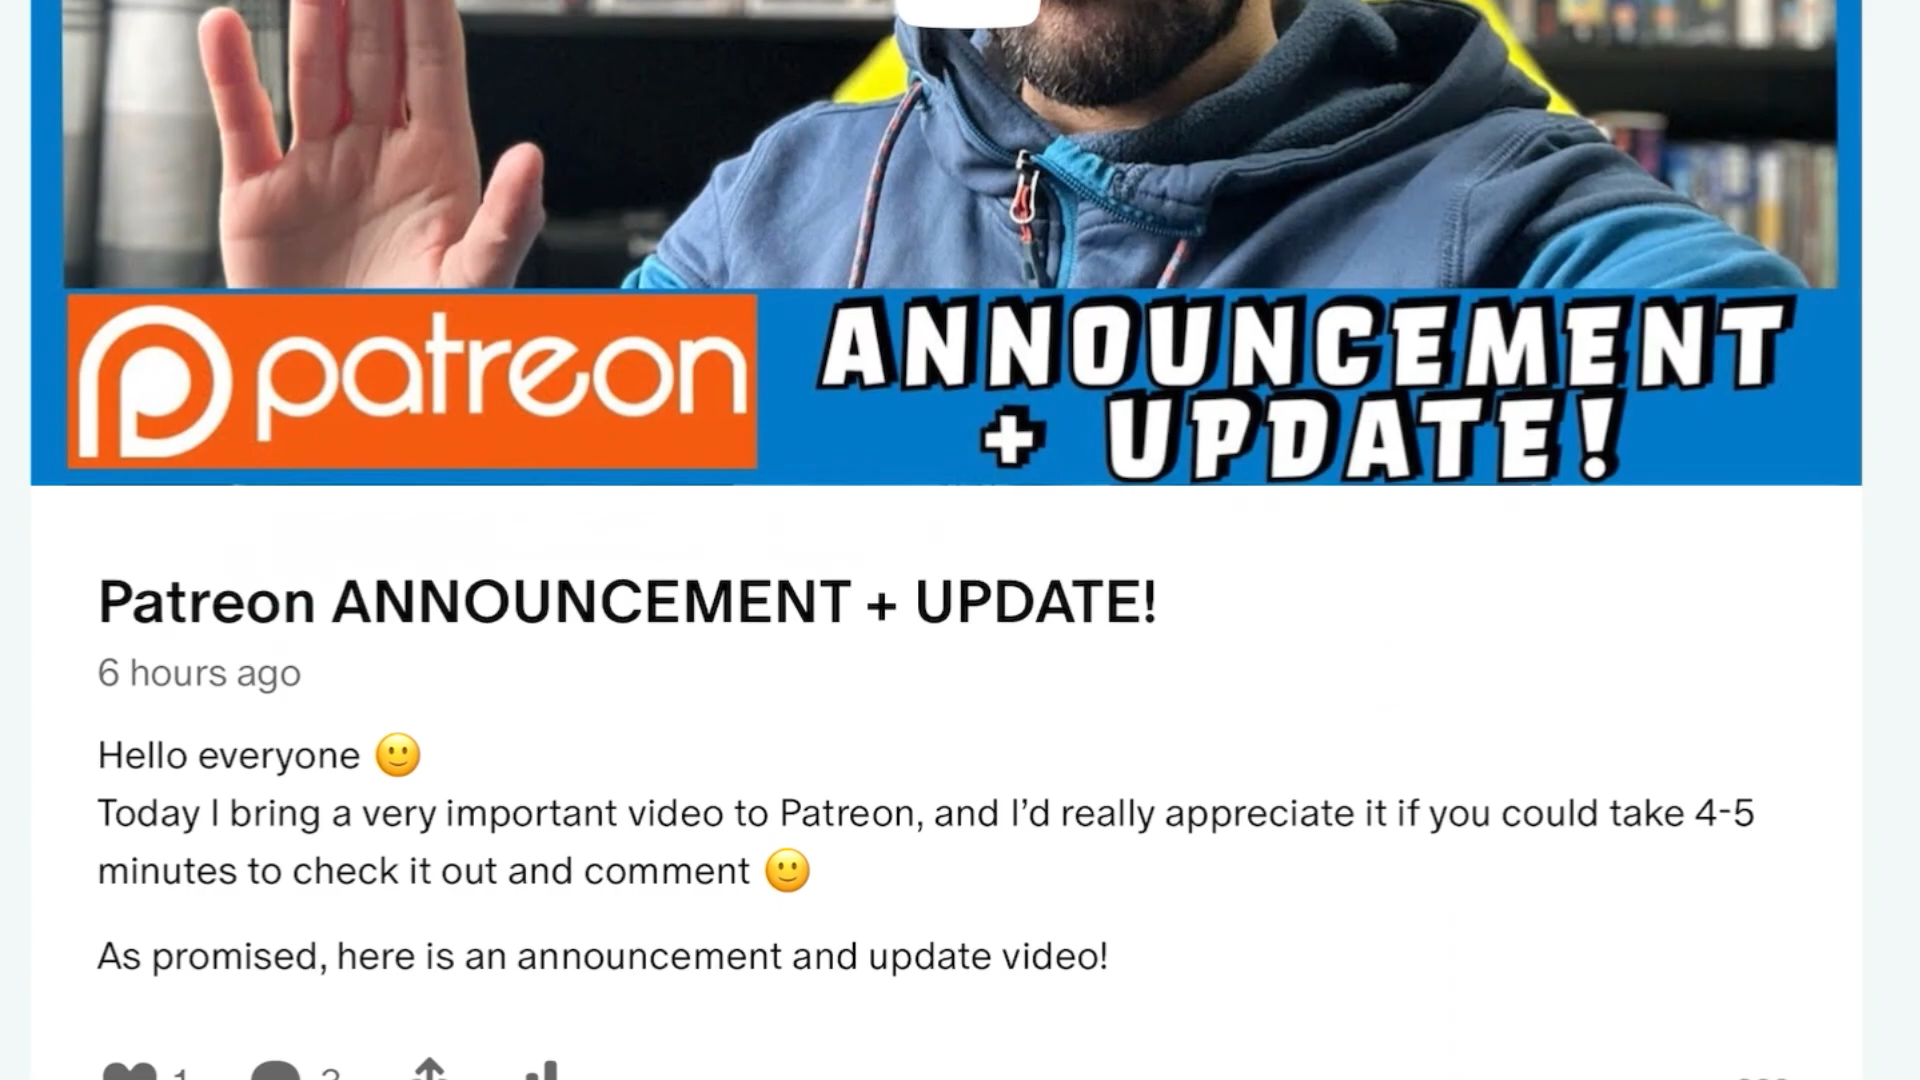 patreon
ANNOUNCEMENT
+ UPDATE!
Patreon ANNOUNCEMENT + UPDATE!
6 hours ago
Hello everyone 🙂
Today I bring a very important video to Patreon, and I’d really appreciate it if you could take 4-5
minutes to check it out and comment 🙂
As promised, here is an announcement and update video!
1